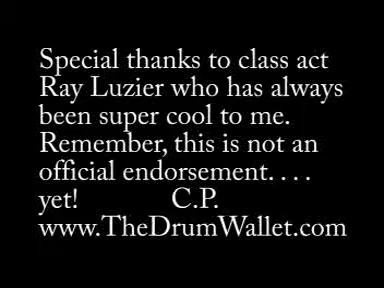 Special thanks to class act
Ray Luzier who has always
been super cool to me.
Remember, this is not an
official endorsement. . . .
yet! C.P.
www.TheDrumWallet.com